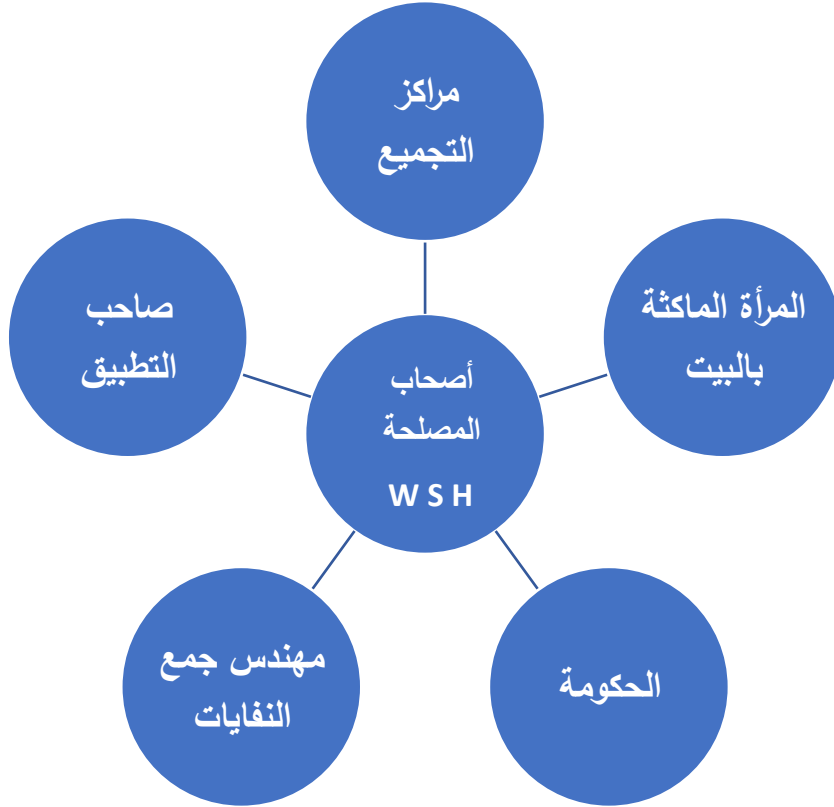 مراكز
التجميع
المرأة الماكثة
بالبيت
صاحب
التطبيق
أصحاب
المصلحة
W S H
مهندس جمع
النفايات
الحكومة